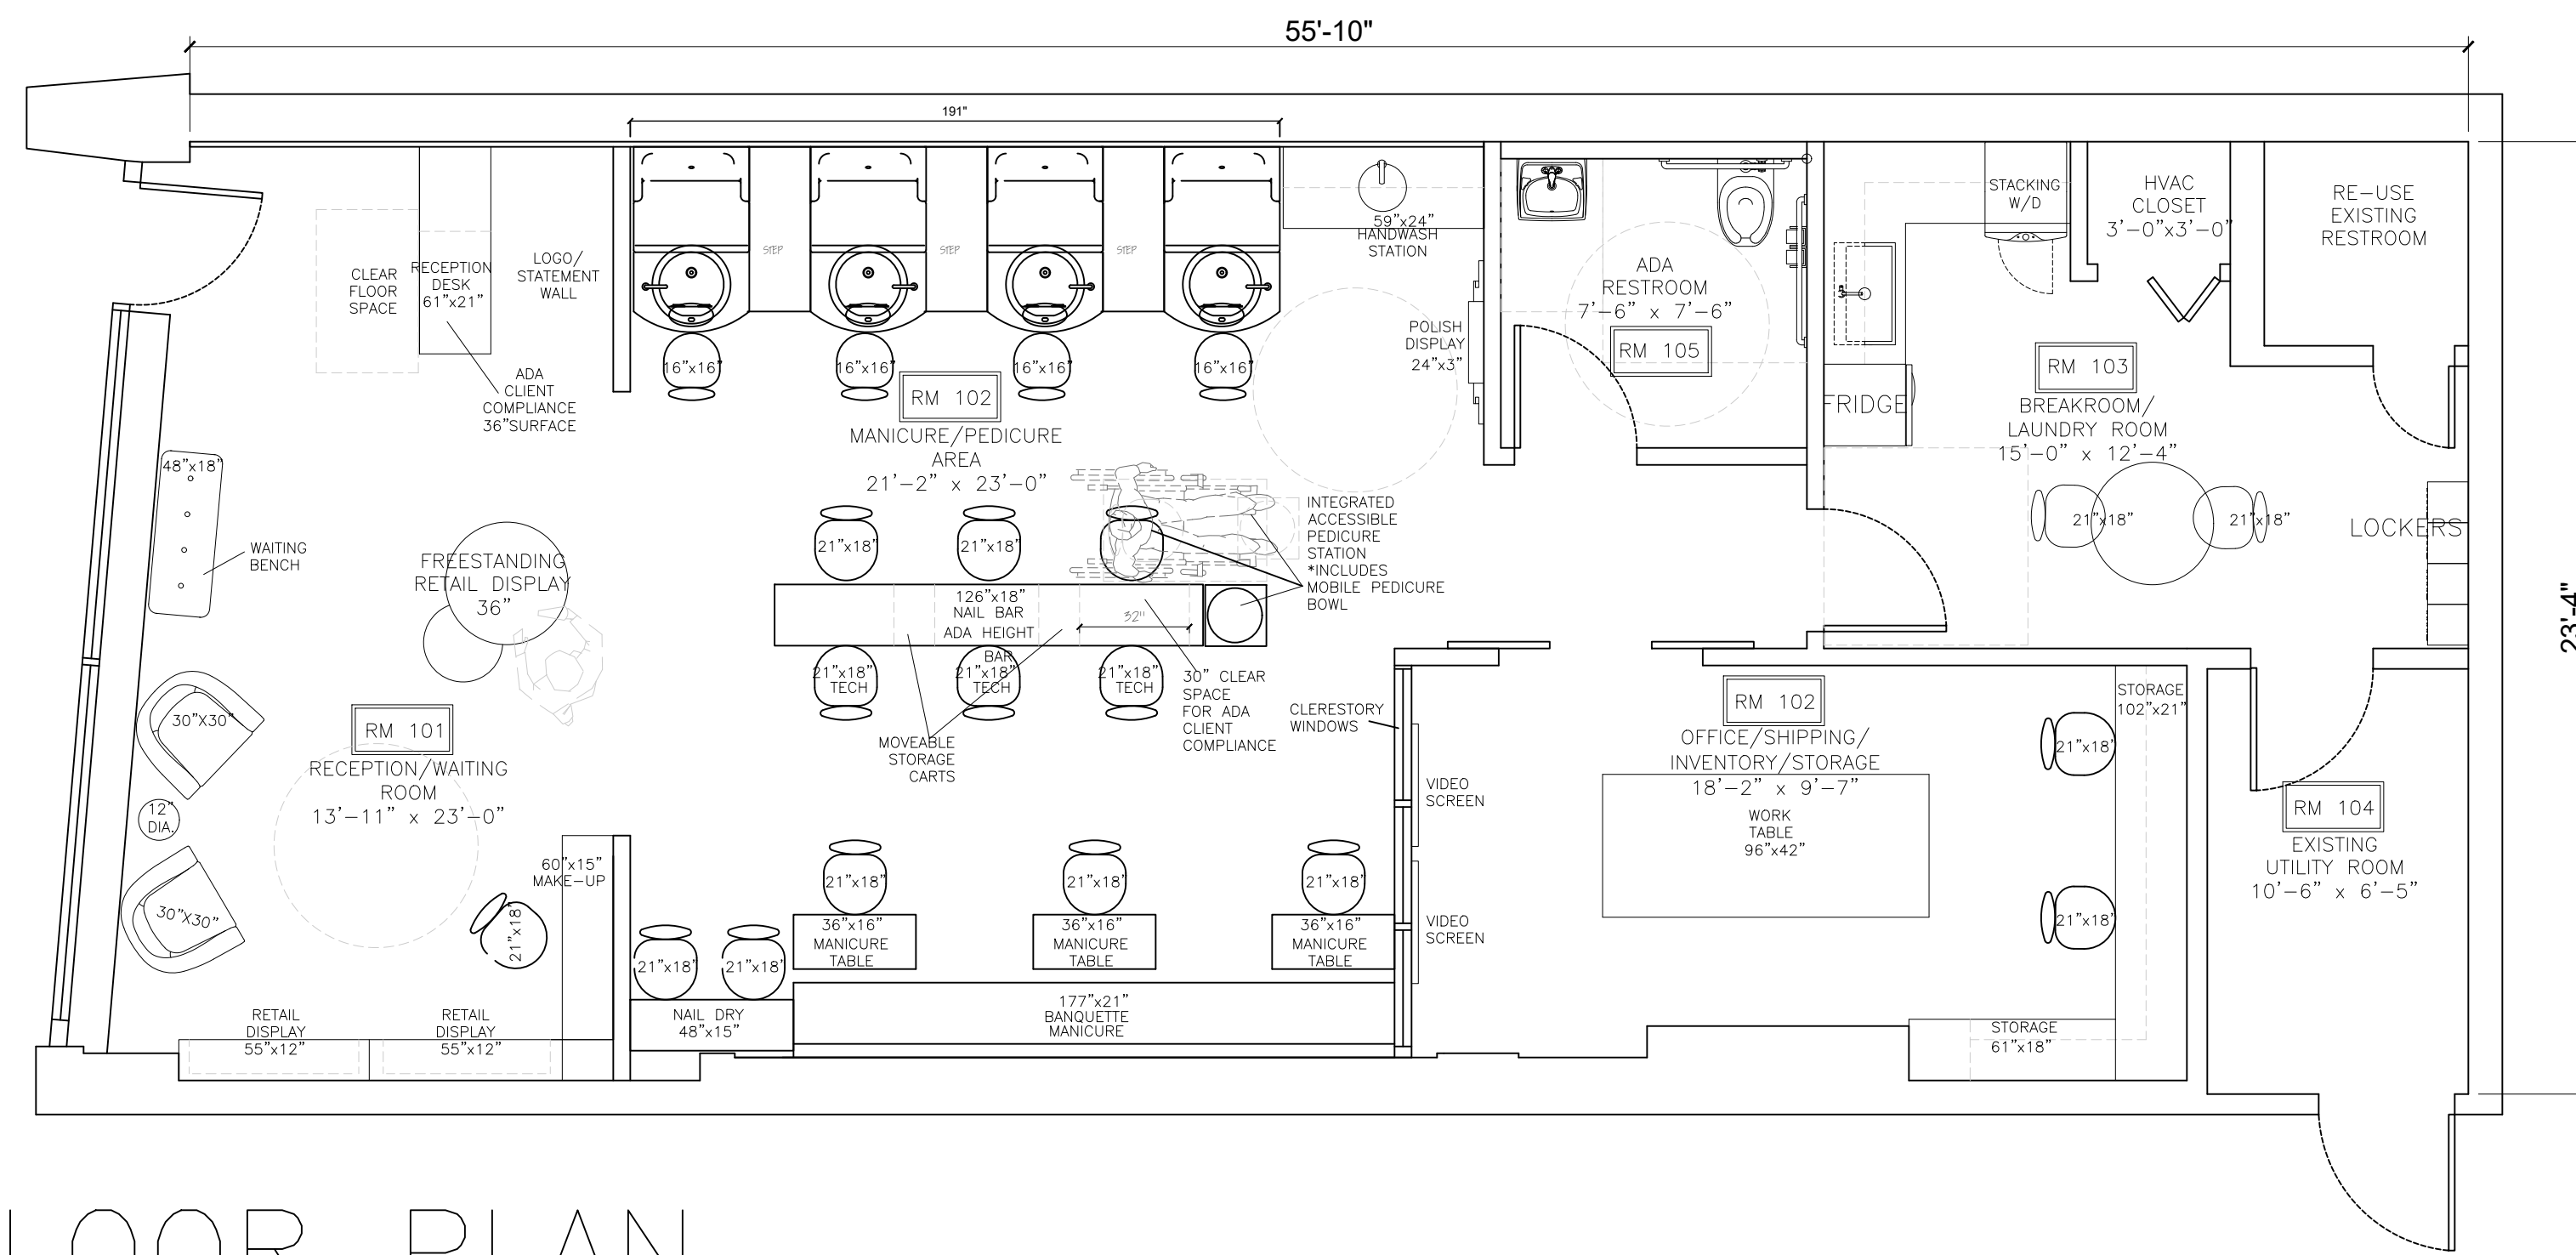 55'-10"
191"
23'-4"
CLEAR
FLOOR
SPACE
RECEPTION
DESK
61"x21"
LOGO/
STATEMENT
WALL
ADA
CLIENT
COMPLIANCE
36"SURFACE
STEP
STEP
STEP
16"x16"
16"x16"
16"x16"
16"x16"
59"x24"
HANDWASH
STATION
POLISH
DISPLAY
24"x3"
ADA
RESTROOM
7'-6" x 7'-6"
RM 105
STACKING
W/D
HVAC
CLOSET
3'-0"x3'-0"
RE-USE
EXISTING
RESTROOM
FRIDGE
RM 103
BREAKROOM/
LAUNDRY ROOM
15'-0" x 12'-4"
21"x18"
21"x18"
LOCKERS
RM 102
MANICURE/PEDICURE
AREA
21'-2" x 23'-0"
48"x18"
WAITING
BENCH
FREESTANDING
RETAIL DISPLAY
36"
21"x18"
21"x18"
INTEGRATED
ACCESSIBLE
PEDICURE
STATION
*INCLUDES
MOBILE PEDICURE
BOWL
126"x18"
NAIL BAR
ADA HEIGHT
BAR
32"
21"x18"
TECH
21"x18"
TECH
21"x18"
TECH
30" CLEAR
SPACE
FOR ADA
CLIENT
COMPLIANCE
MOVEABLE
STORAGE
CARTS
CLERESTORY
WINDOWS
VIDEO
SCREEN
VIDEO
SCREEN
RM 102
OFFICE/SHIPPING/
INVENTORY/STORAGE
18'-2" x 9'-7"
WORK
TABLE
96"x42"
STORAGE
102"x21"
21"x18"
21"x18"
STORAGE
61"x18"
RM 104
EXISTING
UTILITY ROOM
10'-6" x 6'-5"
30"X30"
RM 101
RECEPTION/WAITING
ROOM
13'-11" x 23'-0"
12"
DIA.
30"X30"
60"x15"
MAKE-UP
21"x18"
RETAIL
DISPLAY
55"x12"
RETAIL
DISPLAY
55"x12"
21"x18"
21"x18"
NAIL DRY
48"x15"
21"x18"
21"x18"
21"x18"
36"x16"
MANICURE
TABLE
36"x16"
MANICURE
TABLE
36"x16"
MANICURE
TABLE
177"x21"
BANQUETTE
MANICURE
LOOR PLAN